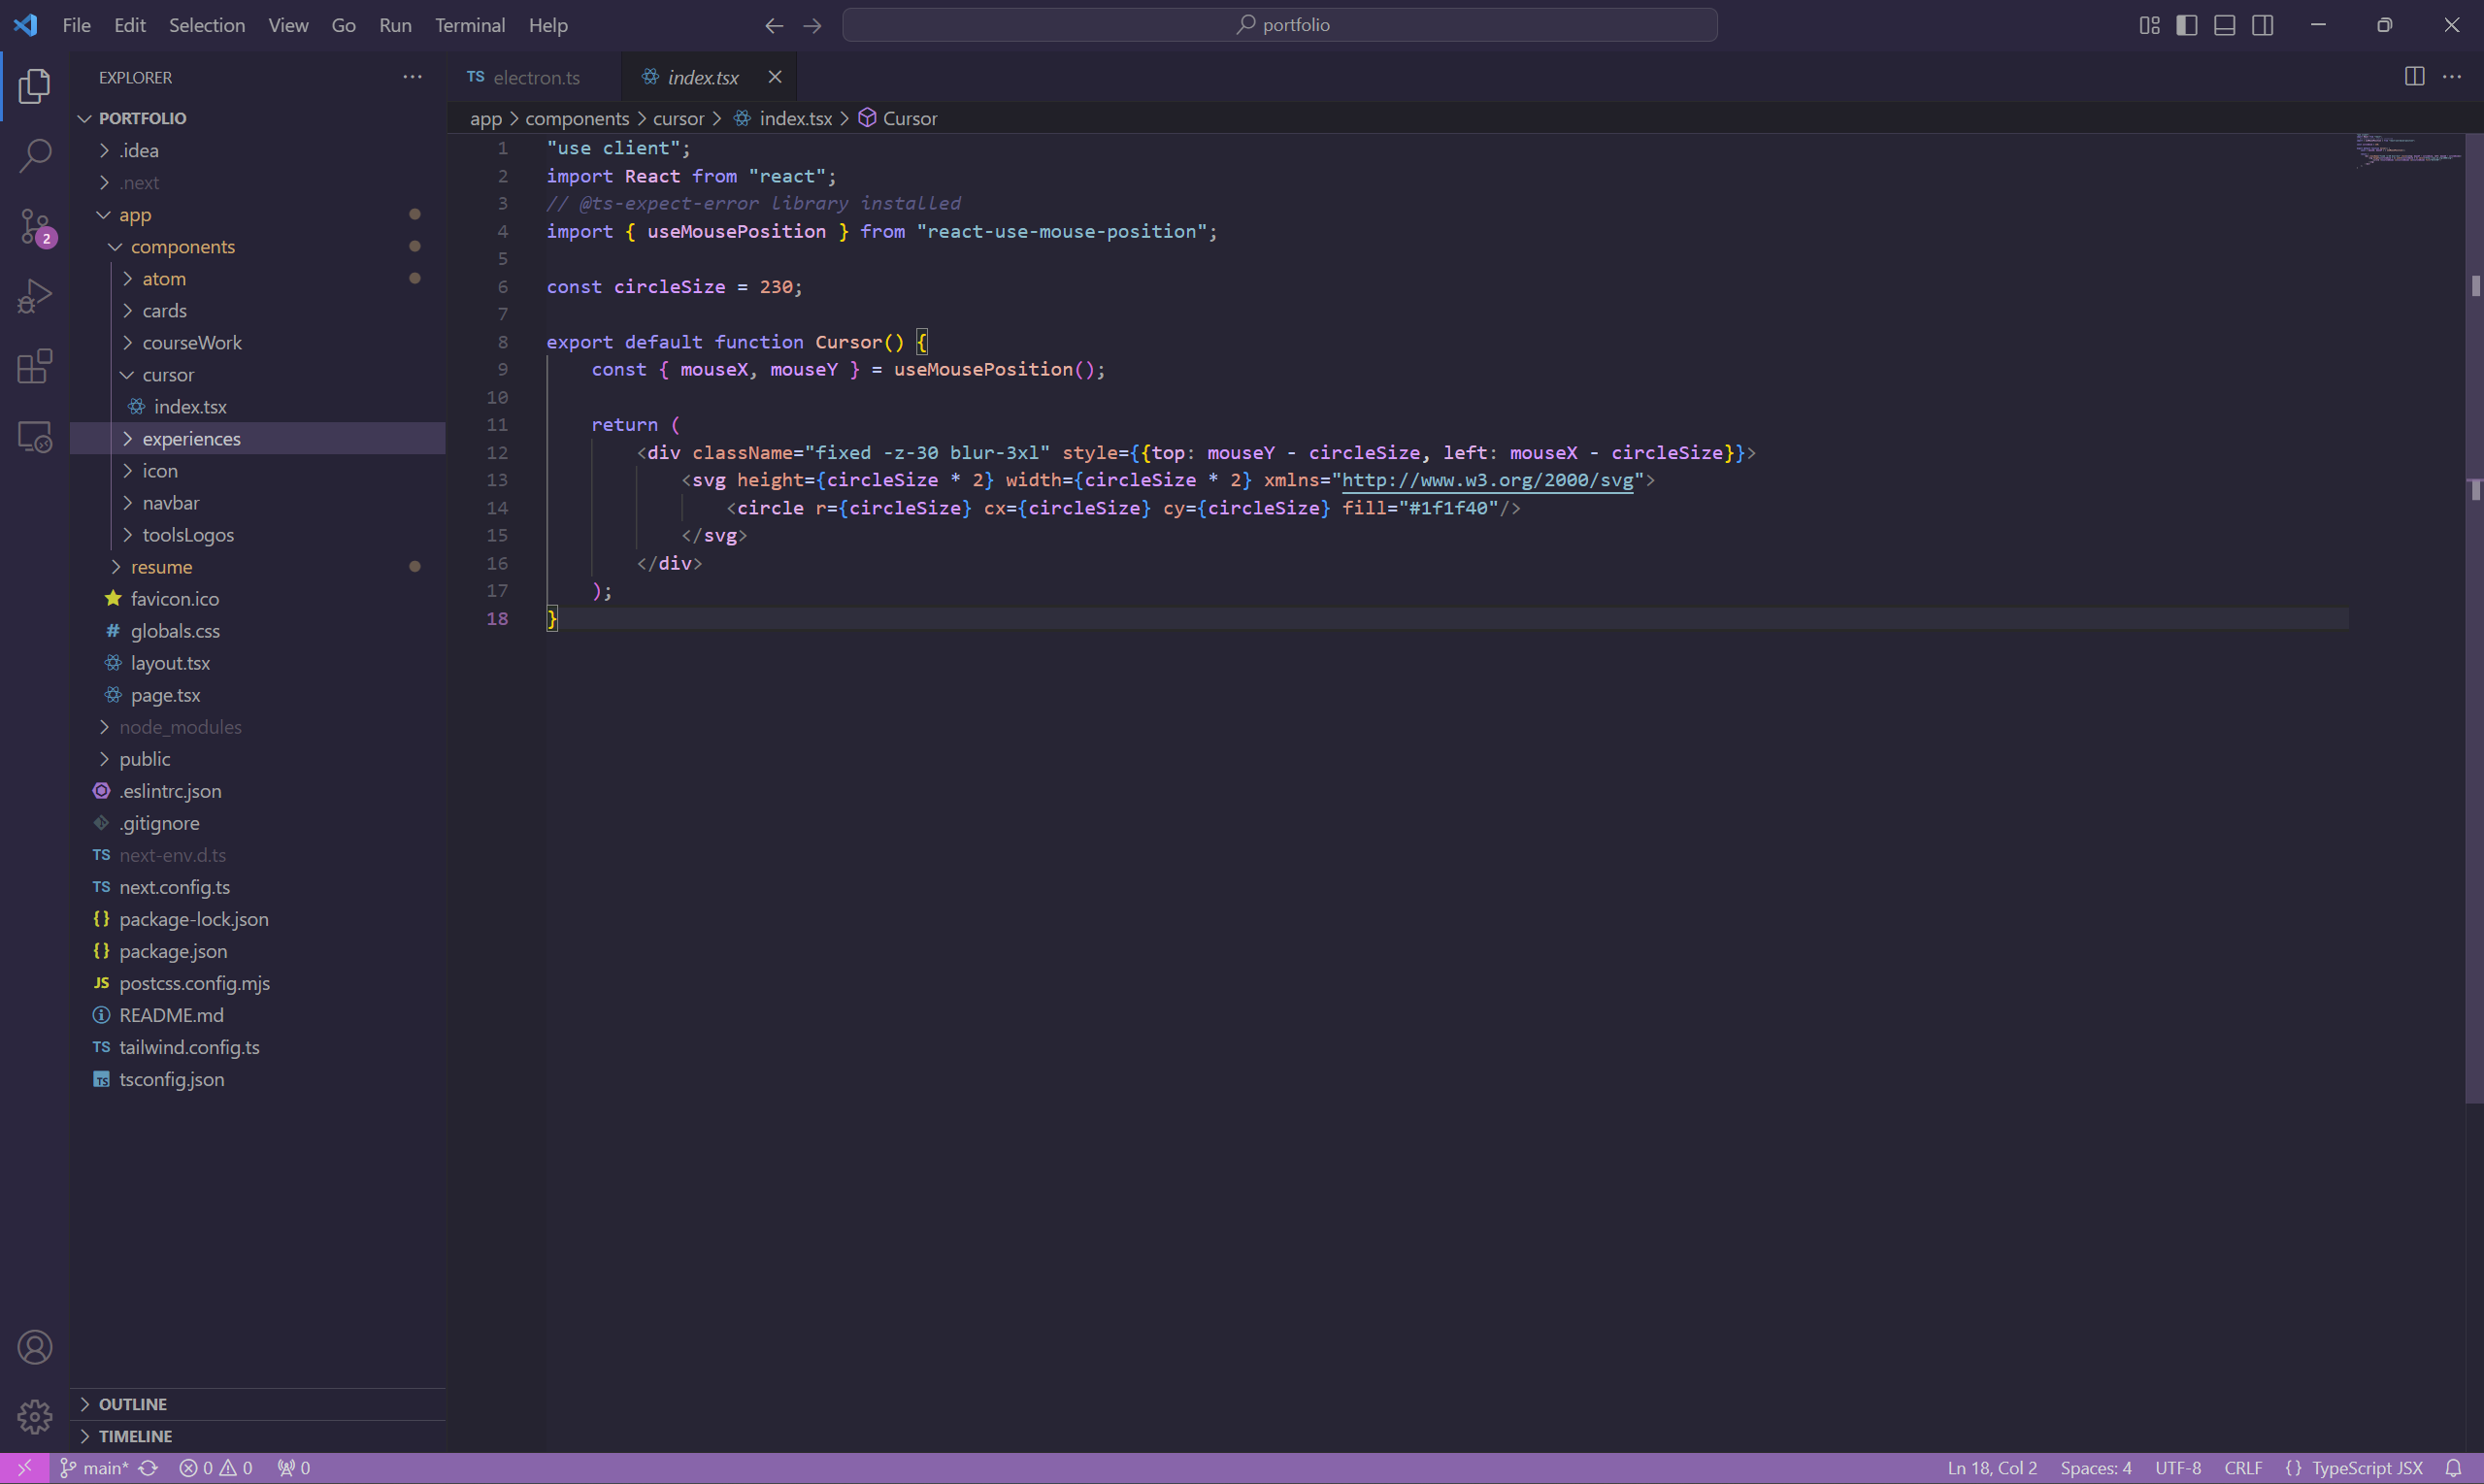 File Edit Selection View Go Run Terminal Help
portfolio
EXPLORER
PORTFOLIO
.idea
.next
app
components
atom
cards
courseWork
cursor
index.tsx
experiences
icon
navbar
toolsLogos
resume
favicon.ico
# globals.css
layout.tsx
page.tsx
node_modules
public
.eslintrc.json
.gitignore
TS next-env.d.ts
TS next.config.ts
{} package-lock.json
{} package.json
JS postcss.config.mjs
README.md
TS tailwind.config.ts
TS tsconfig.json
OUTLINE
TIMELINE
2
TS electron.ts
index.tsx
app > components > cursor > index.tsx > Cursor
1 "use client";
2 import React from "react";
3 // @ts-expect-error library installed
4 import { useMousePosition } from "react-use-mouse-position";
5
6 const circleSize = 230;
7
8 export default function Cursor() {
9     const { mouseX, mouseY } = useMousePosition();
10
11     return (
12         <div className="fixed -z-30 blur-3xl" style={{top: mouseY - circleSize, left: mouseX - circleSize}}>
13             <svg height={circleSize * 2} width={circleSize * 2} xmlns="http://www.w3.org/2000/svg">
14                 <circle r={circleSize} cx={circleSize} cy={circleSize} fill="#1f1f40"/>
15             </svg>
16         </div>
17     );
18 }
main* 0 0 0
Ln 18, Col 2 Spaces: 4 UTF-8 CRLF {} TypeScript JSX